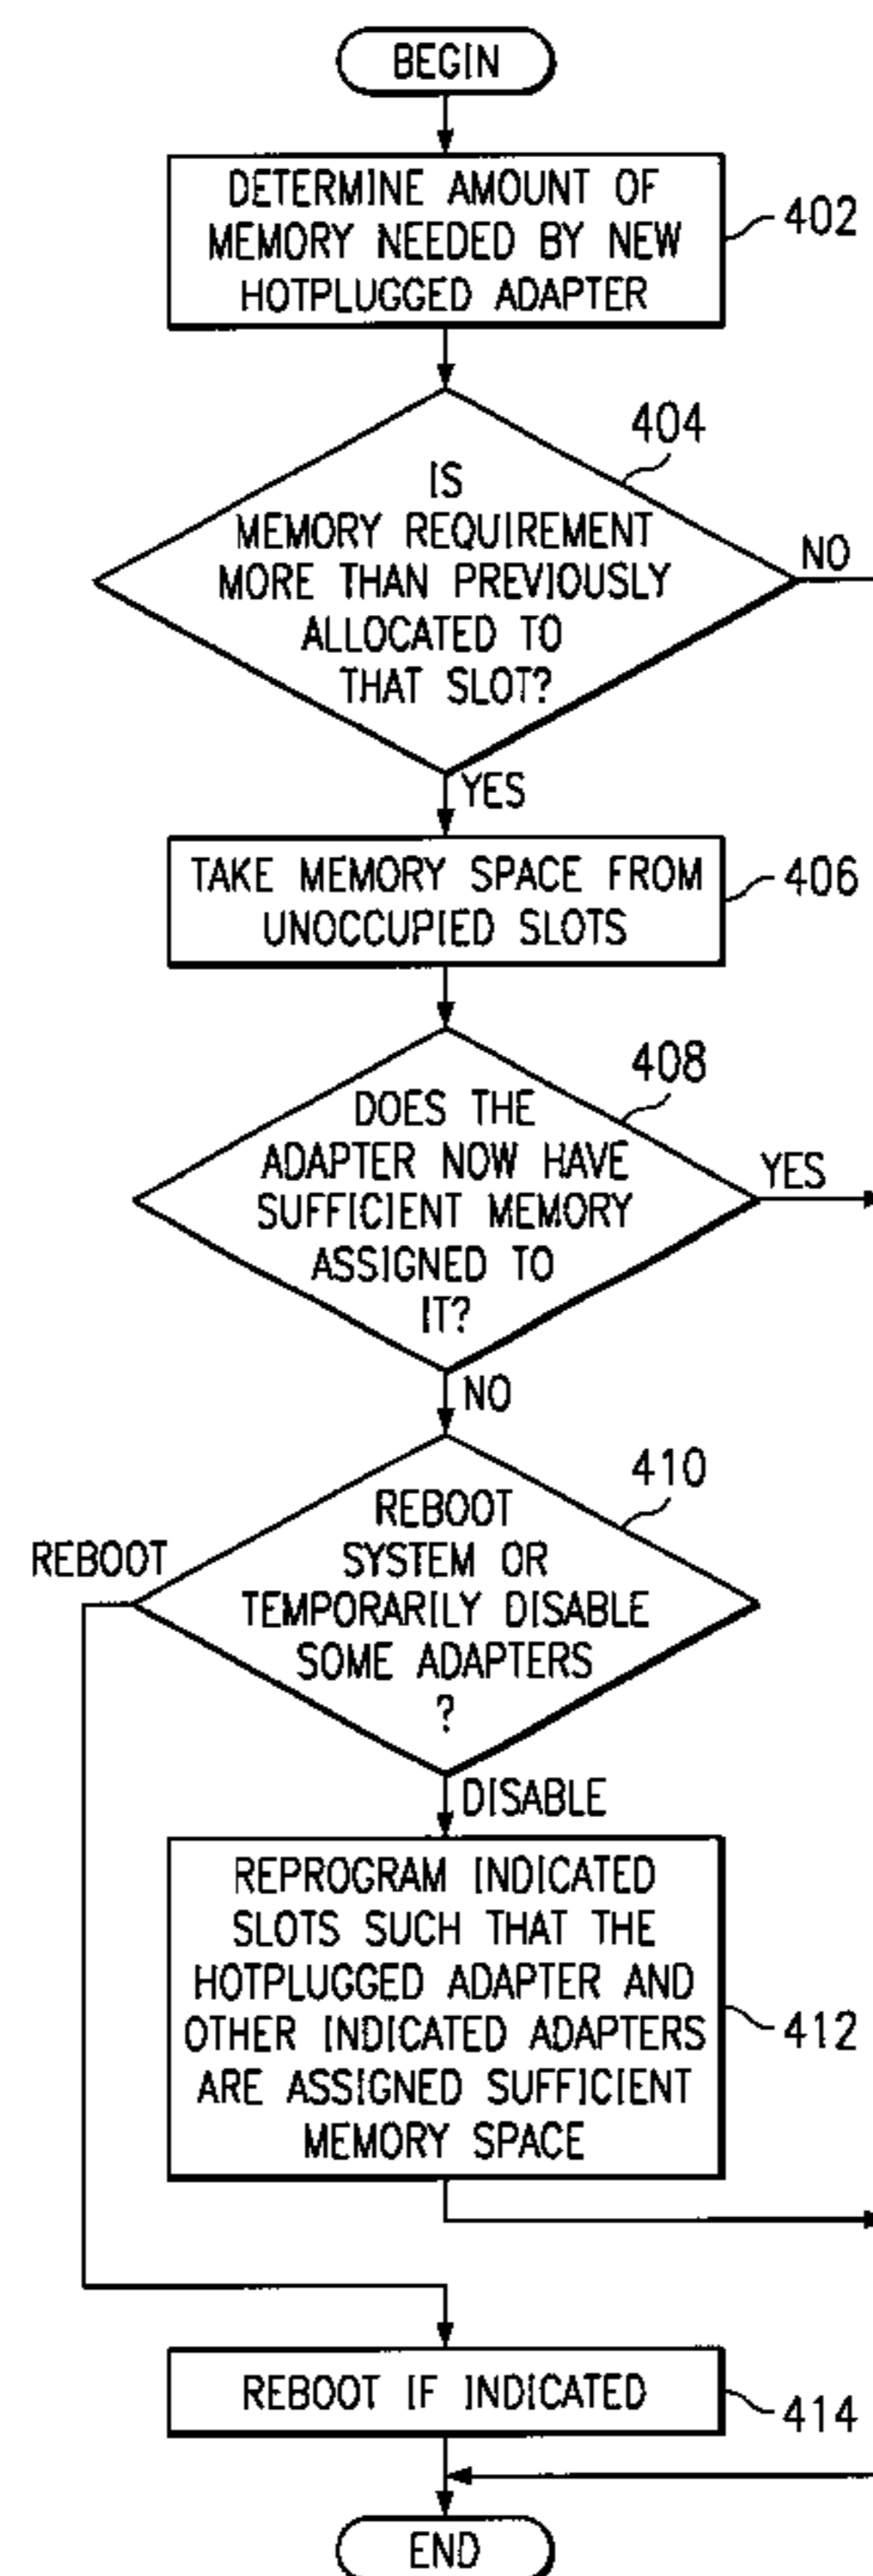 BEGIN
DETERMINE AMOUNT OF
MEMORY NEEDED BY NEW
HOTPLUGGED ADAPTER
402
404
IS
MEMORY REQUIREMENT
MORE THAN PREVIOUSLY
ALLOCATED TO
THAT SLOT?
NO
YES
TAKE MEMORY SPACE FROM
UNOCCUPIED SLOTS
406
408
DOES THE
ADAPTER NOW HAVE
SUFFICIENT MEMORY
ASSIGNED TO
IT?
YES
NO
410
REBOOT
REBOOT
SYSTEM OR
TEMPORARILY DISABLE
SOME ADAPTERS
?
DISABLE
REPROGRAM INDICATED
SLOTS SUCH THAT THE
HOTPLUGGED ADAPTER AND
OTHER INDICATED ADAPTERS
ARE ASSIGNED SUFFICIENT
MEMORY SPACE
412
REBOOT IF INDICATED
414
END